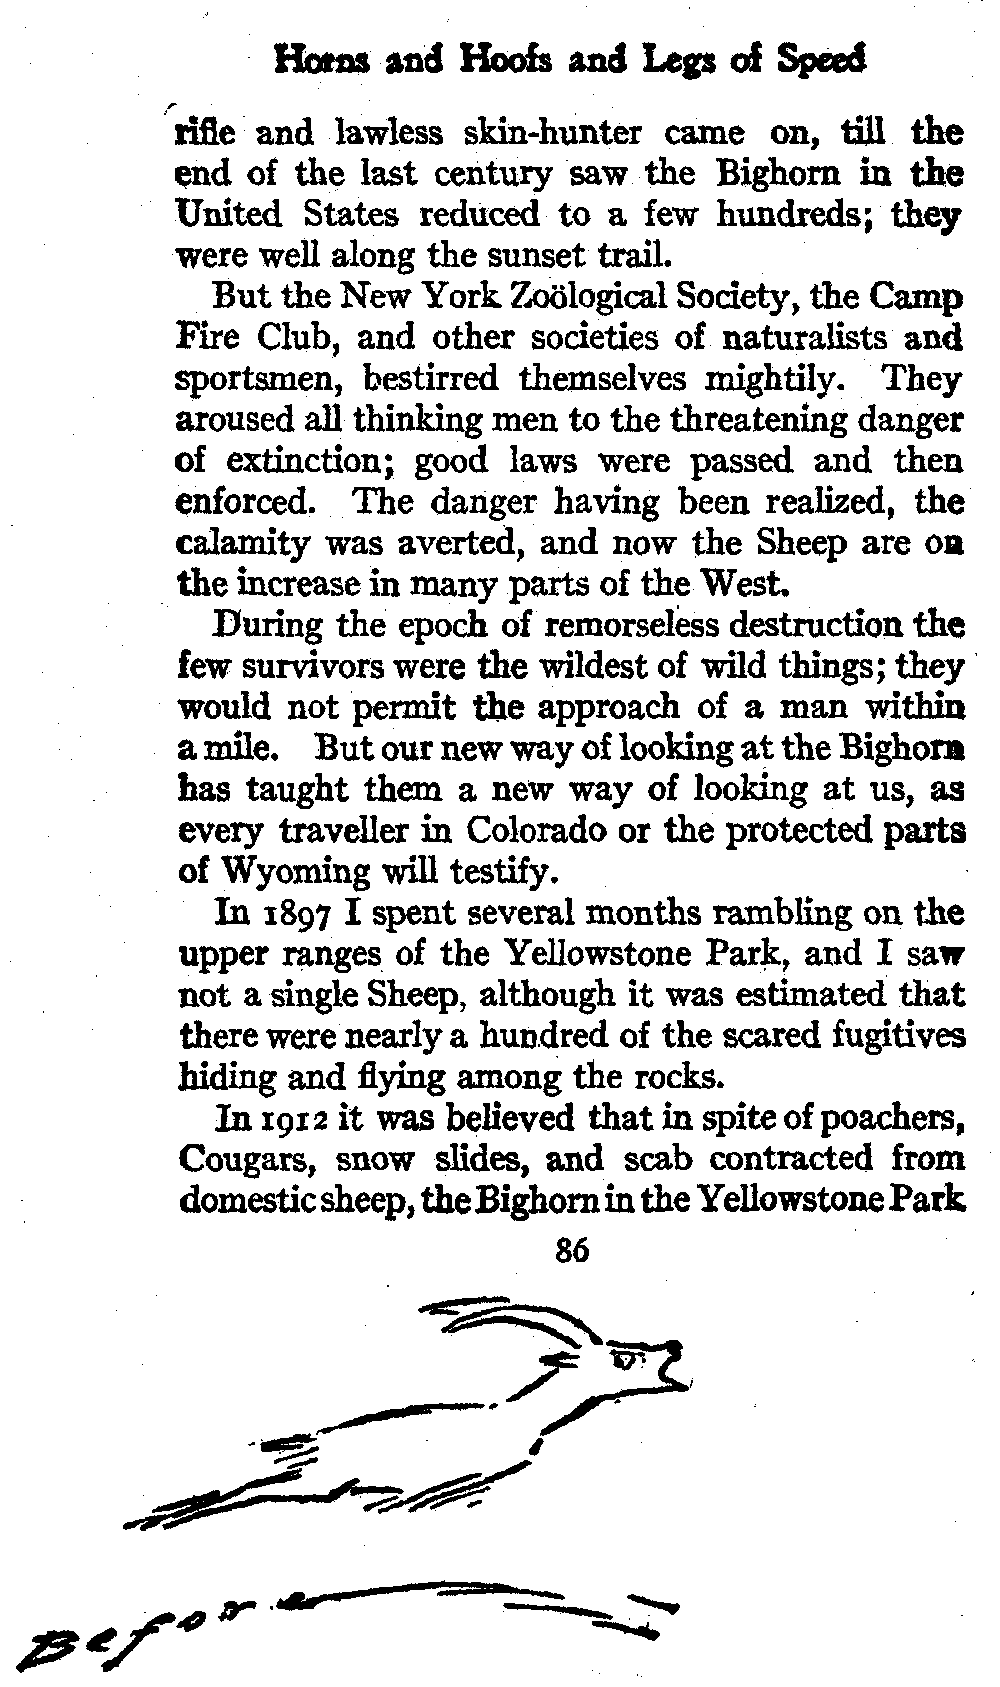 Horns and Hoofs and Legs of Speed
rifle and lawless skin-hunter came on, till the
end of the last century saw the Bighorn in the
United States reduced to a few hundreds; they
were well along the sunset trail.
But the New York Zoölogical Society, the Camp
Fire Club, and other societies of naturalists and
sportsmen, bestirred themselves mightily. They
aroused all thinking men to the threatening danger
of extinction; good laws were passed and then
enforced. The danger having been realized, the
calamity was averted, and now the Sheep are on
the increase in many parts of the West.
During the epoch of remorseless destruction the
few survivors were the wildest of wild things; they
would not permit the approach of a man within
a mile. But our new way of looking at the Bighorn
has taught them a new way of looking at us, as
every traveller in Colorado or the protected parts
of Wyoming will testify.
In 1897 I spent several months rambling on the
upper ranges of the Yellowstone Park, and I saw
not a single Sheep, although it was estimated that
there were nearly a hundred of the scared fugitives
hiding and flying among the rocks.
In 1912 it was believed that in spite of poachers,
Cougars, snow slides, and scab contracted from
domestic sheep, the Bighorn in the Yellowstone Park
86
Before